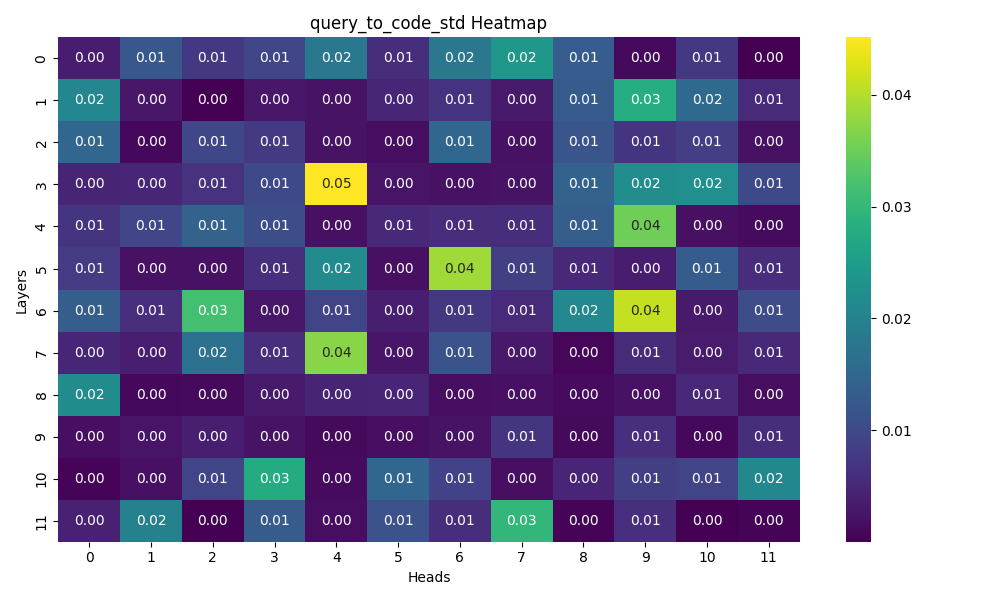 query_to_code_std Heatmap
0 0.00 0.01 0.01 0.01 0.02 0.01 0.02 0.02 0.01 0.00 0.01 0.00
1 0.02 0.00 0.00 0.00 0.00 0.00 0.01 0.00 0.01 0.03 0.02 0.01
2 0.01 0.00 0.01 0.01 0.00 0.00 0.01 0.00 0.01 0.01 0.01 0.00
3 0.00 0.00 0.01 0.01 0.05 0.00 0.00 0.00 0.01 0.02 0.02 0.01
4 0.01 0.01 0.01 0.01 0.00 0.01 0.01 0.01 0.01 0.04 0.00 0.00
5 0.01 0.00 0.00 0.01 0.02 0.00 0.04 0.01 0.01 0.00 0.01 0.01
6 0.01 0.01 0.03 0.00 0.01 0.00 0.01 0.01 0.02 0.04 0.00 0.01
7 0.00 0.00 0.02 0.01 0.04 0.00 0.01 0.00 0.00 0.01 0.00 0.01
8 0.02 0.00 0.00 0.00 0.00 0.00 0.00 0.00 0.00 0.00 0.01 0.00
9 0.00 0.00 0.00 0.00 0.00 0.00 0.00 0.01 0.00 0.01 0.00 0.01
10 0.00 0.00 0.01 0.03 0.00 0.01 0.01 0.00 0.00 0.01 0.01 0.02
11 0.00 0.02 0.00 0.01 0.00 0.01 0.01 0.03 0.00 0.01 0.00 0.00
0 1 2 3 4 5 6 7 8 9 10 11
Heads
Layers
0.04
0.03
0.02
0.01